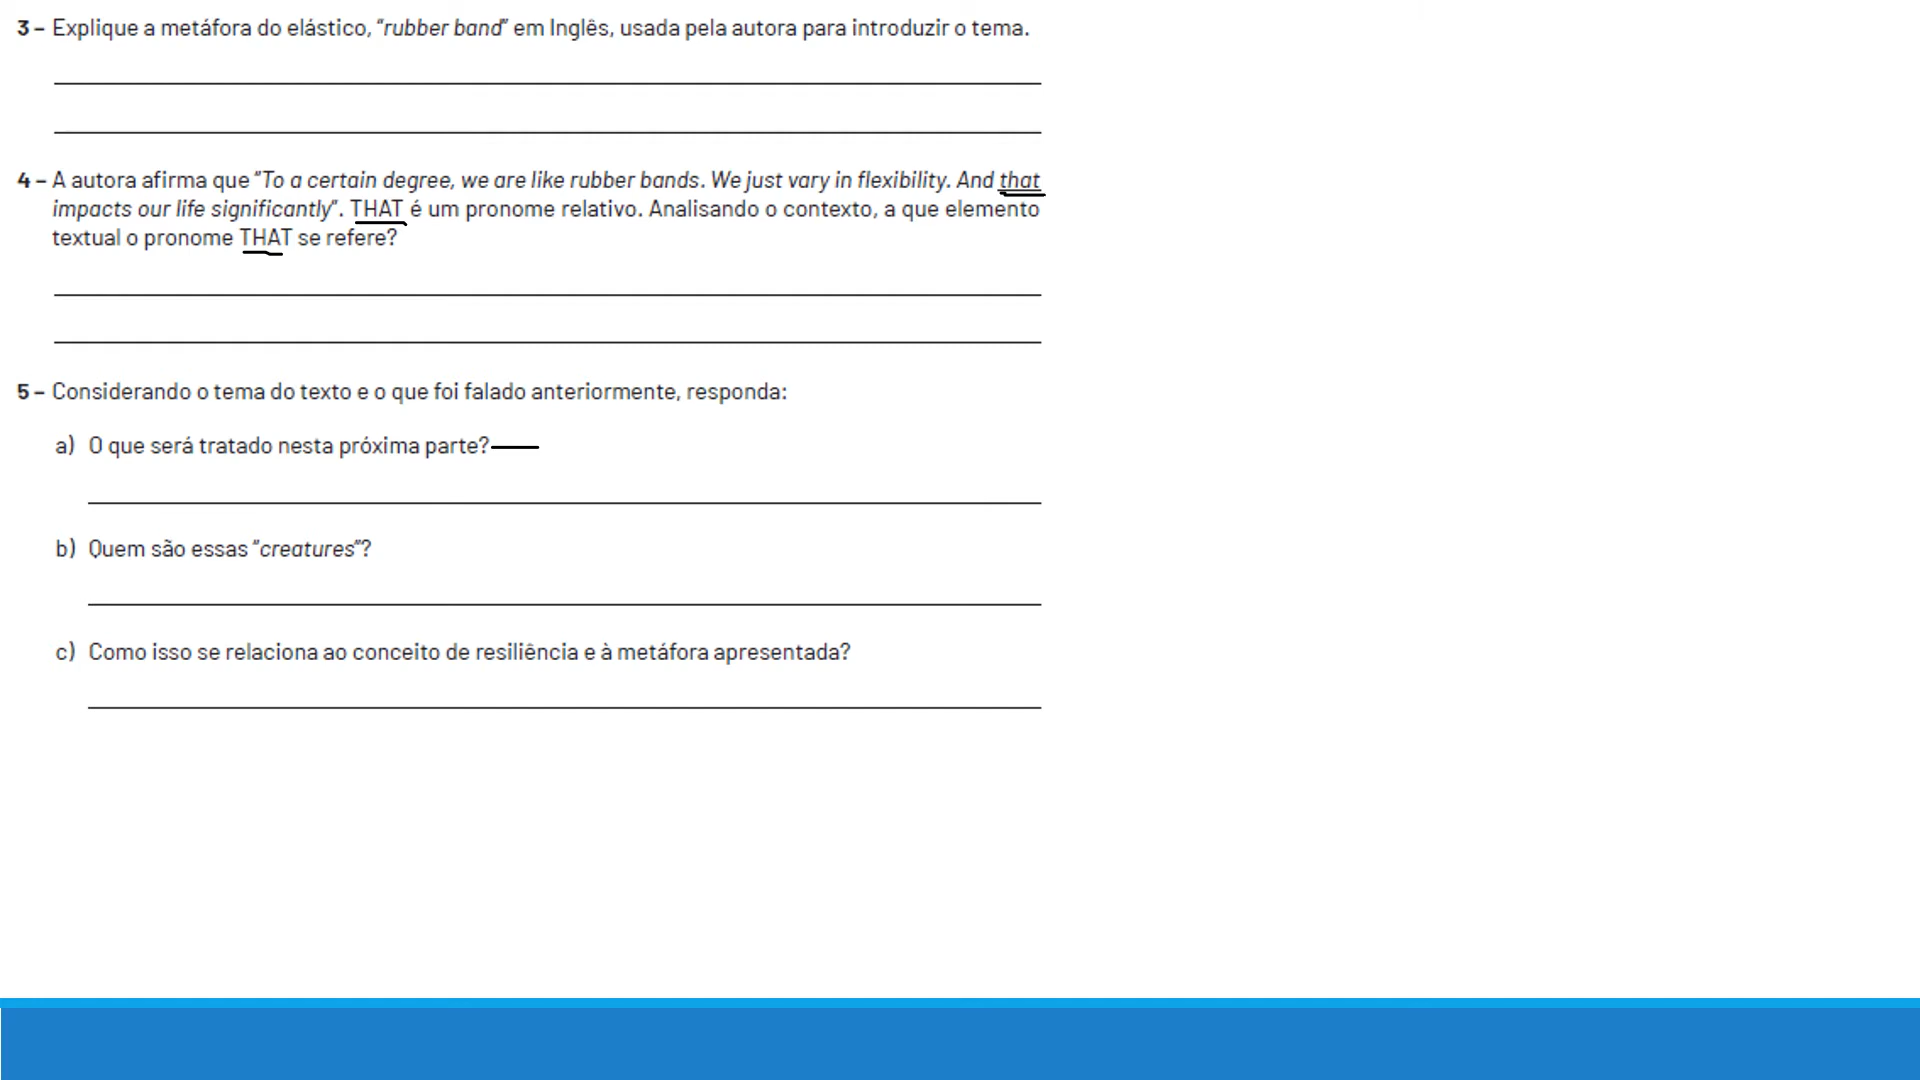 3 – Explique a metáfora do elástico, “rubber band” em Inglês, usada pela autora para introduzir o tema.
4 – A autora afirma que “To a certain degree, we are like rubber bands. We just vary in flexibility. And that
impacts our life significantly”. THAT é um pronome relativo. Analisando o contexto, a que elemento
textual o pronome THAT se refere?
5 – Considerando o tema do texto e o que foi falado anteriormente, responda:
a) O que será tratado nesta próxima parte?
b) Quem são essas “creatures”?
c) Como isso se relaciona ao conceito de resiliência e à metáfora apresentada?